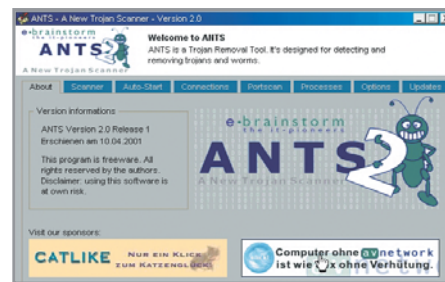 ANTS - A New Trojan Scanner - Version 2.0
e-brainstorm
the it-pioneers
ANTS 2
A New Trojan Scanner
Welcome to ANTS
ANTS is a Trojan Removal Tool. It's designed for detecting and
removing trojans and worms.
About Scanner Auto-Start Connections Portscan Processes Options Updates
Version informations
ANTS Version 2.0 Release 1
Erschienen am 10.04.2001
This program is freeware. All
rights reserved by the authors.
Disclaimer: using this software is
at own risk.
e-brainstorm
the it-pioneers
ANTS 2
A New Trojan Scanner
Visit our sponsors:
CATLIKE
NUR EIN KLICK
ZUM KATZENGLÜCK!
Computer ohne avnetwork
ist wie ohne Verhütung.